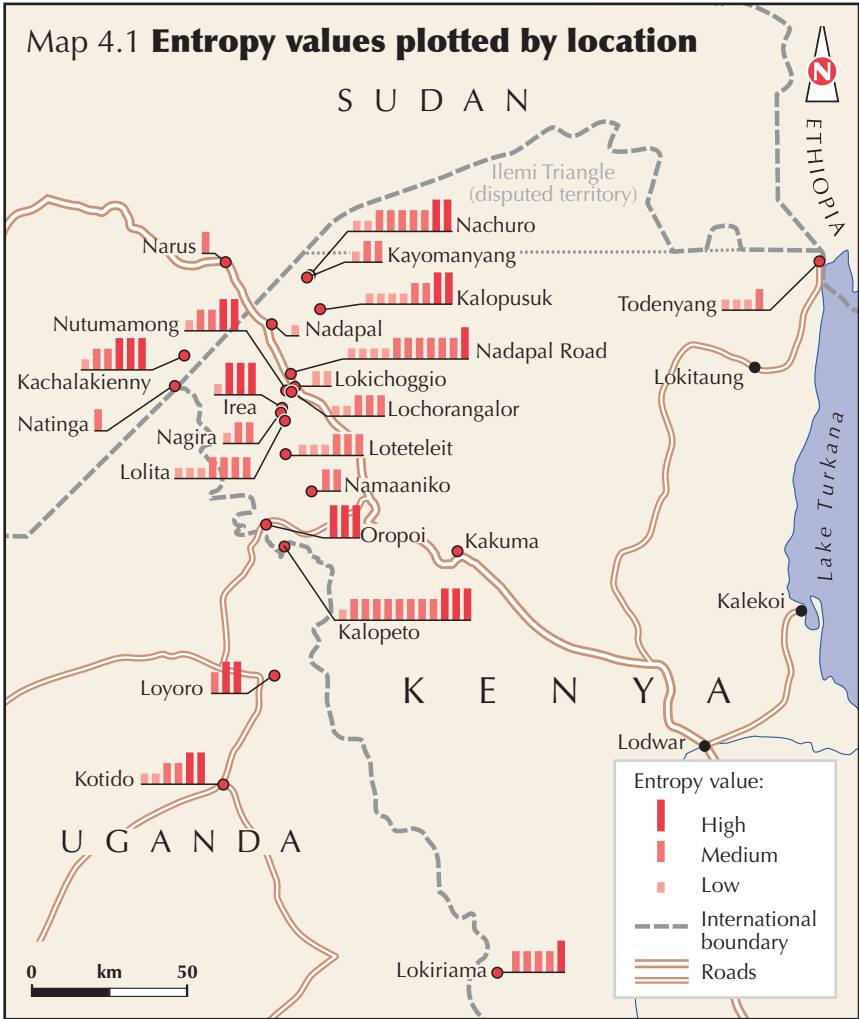 Map 4.1 Entropy values plotted by location
N
SUDAN
ETHIOPIA
Ilemi Triangle
(disputed territory)
Nachuro
Narus
Kayomanyang
Kalopusuk
Todenyang
Nutumamong
Nadapal
Nadapal Road
Kachalakienny
Lokichoggio
Lokitaung
Irea
Lochorangalor
Natinga
Nagira
Loteteleit
Lolita
Namaaniko
Lake Turkana
Oropoi
Kakuma
Kalekoi
Kalopeto
Loyoro
KENYA
Lodwar
Kotido
UGANDA
Entropy value:
High
Medium
Low
International
boundary
Roads
Lokiriama
0 km 50